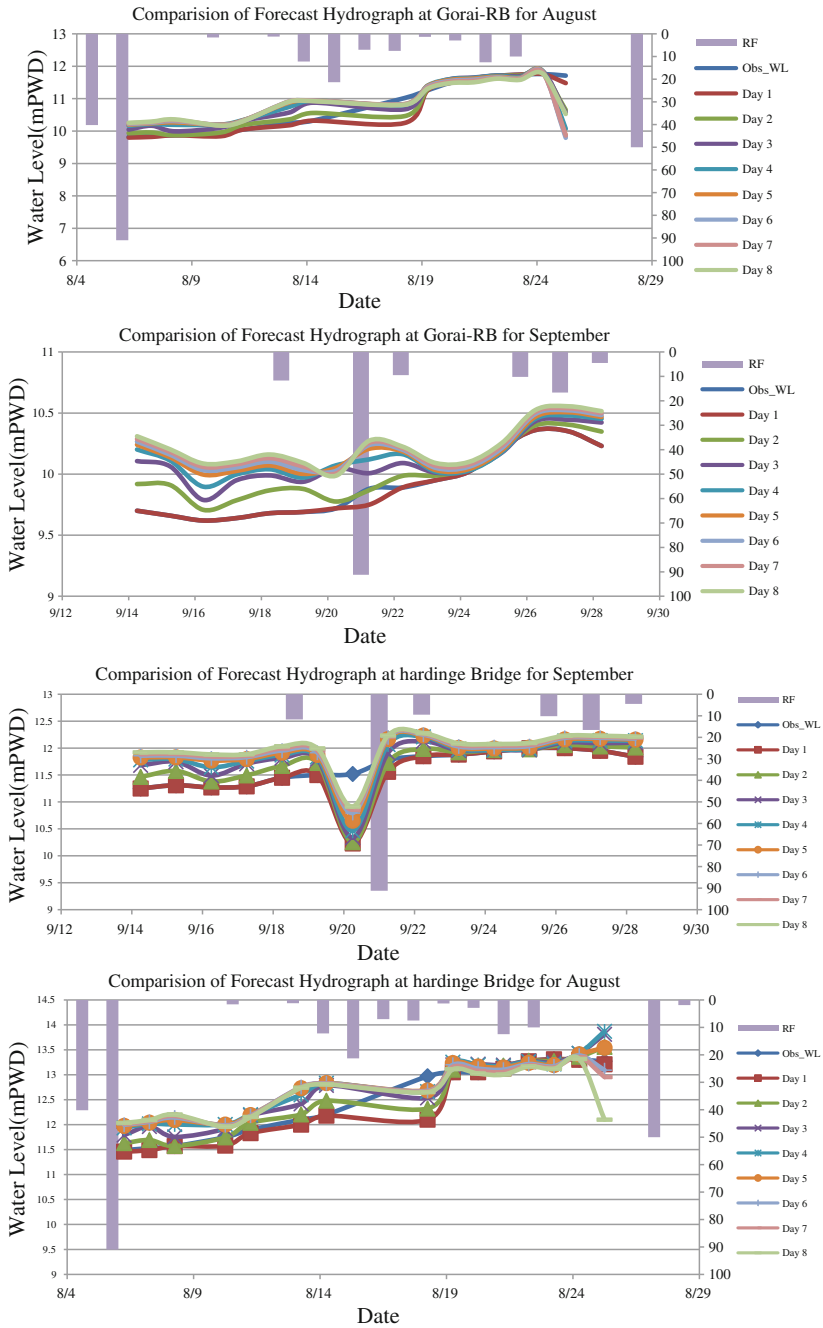 Comparision of Forecast Hydrograph at Gorai-RB for August
Water Level(mPWD)
13
12
11
10
9
8
7
6
0
10
20
30
40
50
60
70
80
90
100
8/4 8/9 8/14 8/19 8/24 8/29
Date
RF
Obs_WL
Day 1
Day 2
Day 3
Day 4
Day 5
Day 6
Day 7
Day 8
Comparision of Forecast Hydrograph at Gorai-RB for September
Water Level(mPWD)
11
10.5
10
9.5
9
0
10
20
30
40
50
60
70
80
90
100
9/12 9/14 9/16 9/18 9/20 9/22 9/24 9/26 9/28 9/30
Date
RF
Obs_WL
Day 1
Day 2
Day 3
Day 4
Day 5
Day 6
Day 7
Day 8
Comparision of Forecast Hydrograph at hardinge Bridge for September
Water Level(mPWD)
13
12.5
12
11.5
11
10.5
10
9.5
9
0
10
20
30
40
50
60
70
80
90
100
9/12 9/14 9/16 9/18 9/20 9/22 9/24 9/26 9/28 9/30
Date
RF
Obs_WL
Day 1
Day 2
Day 3
Day 4
Day 5
Day 6
Day 7
Day 8
Comparision of Forecast Hydrograph at hardinge Bridge for August
Water Level(mPWD)
14.5
14
13.5
13
12.5
12
11.5
11
10.5
10
9.5
9
0
10
20
30
40
50
60
70
80
90
100
8/4 8/9 8/14 8/19 8/24 8/29
Date
RF
Obs_WL
Day 1
Day 2
Day 3
Day 4
Day 5
Day 6
Day 7
Day 8